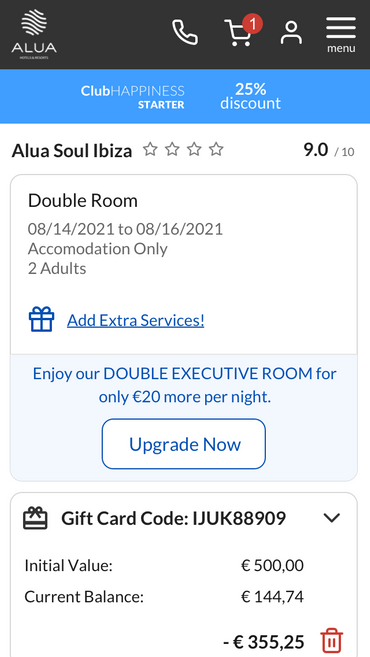 ALUA
HOTELS & RESORTS
1
menu
ClubHAPPINESS
STARTER
25%
discount
Alua Soul Ibiza
9.0 / 10
Double Room
08/14/2021 to 08/16/2021
Accomodation Only
2 Adults
Add Extra Services!
Enjoy our DOUBLE EXECUTIVE ROOM for
only €20 more per night.
Upgrade Now
Gift Card Code: IJUK88909
Initial Value: € 500,00
Current Balance: € 144,74
- € 355,25